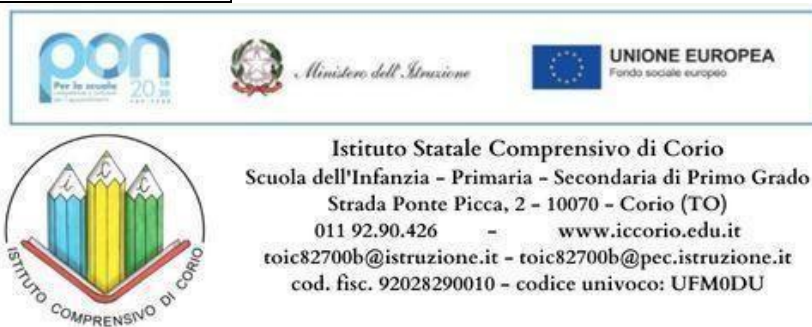 pon
Per la scuola
20
Ministero dell'Istruzione
UNIONE EUROPEA
Fondo sociale europeo
Istituto Statale Comprensivo di Corio
Scuola dell'Infanzia - Primaria - Secondaria di Primo Grado
Strada Ponte Picca, 2 - 10070 - Corio (TO)
011 92.90.426 - www.iccorio.edu.it
toic82700b@istruzione.it - toic82700b@pec.istruzione.it
cod. fisc. 92028290010 - codice univoco: UFM0DU
i c c
ISTITUTO COMPRENSIVO DI CORIO